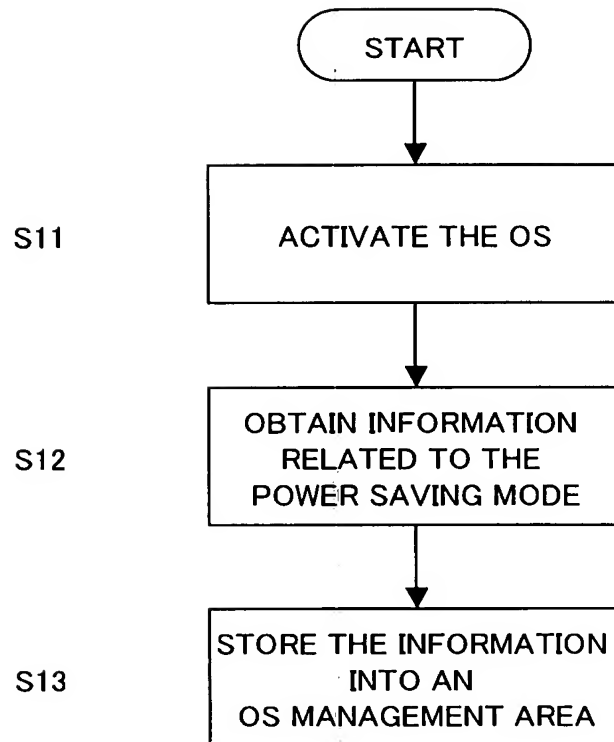 START
S11
ACTIVATE THE OS
S12
OBTAIN INFORMATION
RELATED TO THE
POWER SAVING MODE
S13
STORE THE INFORMATION
INTO AN
OS MANAGEMENT AREA